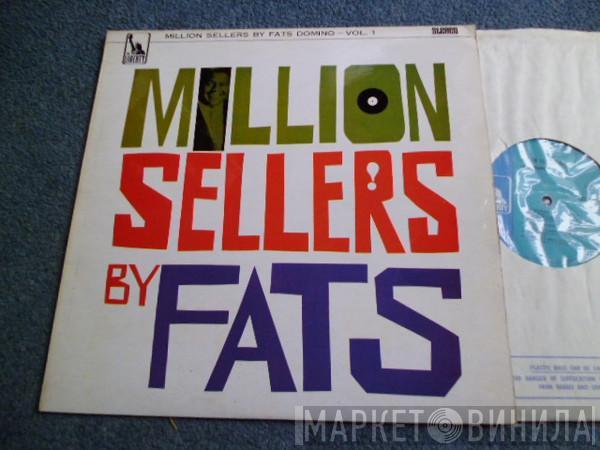 MILLION SELLERS BY FATS DOMINO – VOL. 1
STEREO
LIBERTY
MILLION
SELLERS
BY FATS
PLASTIC BAGS CAN BE
DANGER OF SUFFOCATION
FROM BABIES AND
МАРКЕТ ВИНИЛА